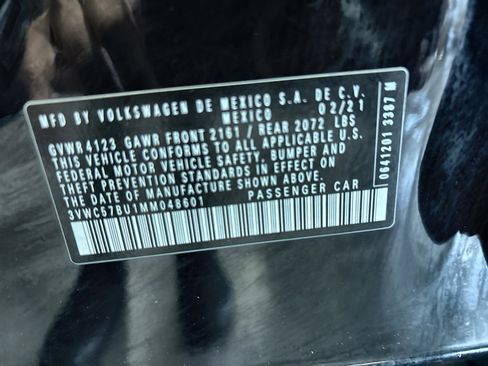 MFD BY VOLKSWAGEN DE MEXICO S.A. DE C.V.
MEXICO 02/21
GVWR4123 GAWR FRONT 2161 / REAR 2072 LBS
THIS VEHICLE CONFORMS TO ALL APPLICABLE U.S.
FEDERAL MOTOR VEHICLE SAFETY, BUMPER AND
THEFT PREVENTION STANDARDS IN EFFECT ON
THE DATE OF MANUFACTURE SHOWN ABOVE.
3VWC57BU1MM048601 PASSENGER CAR
0641201 3387 M